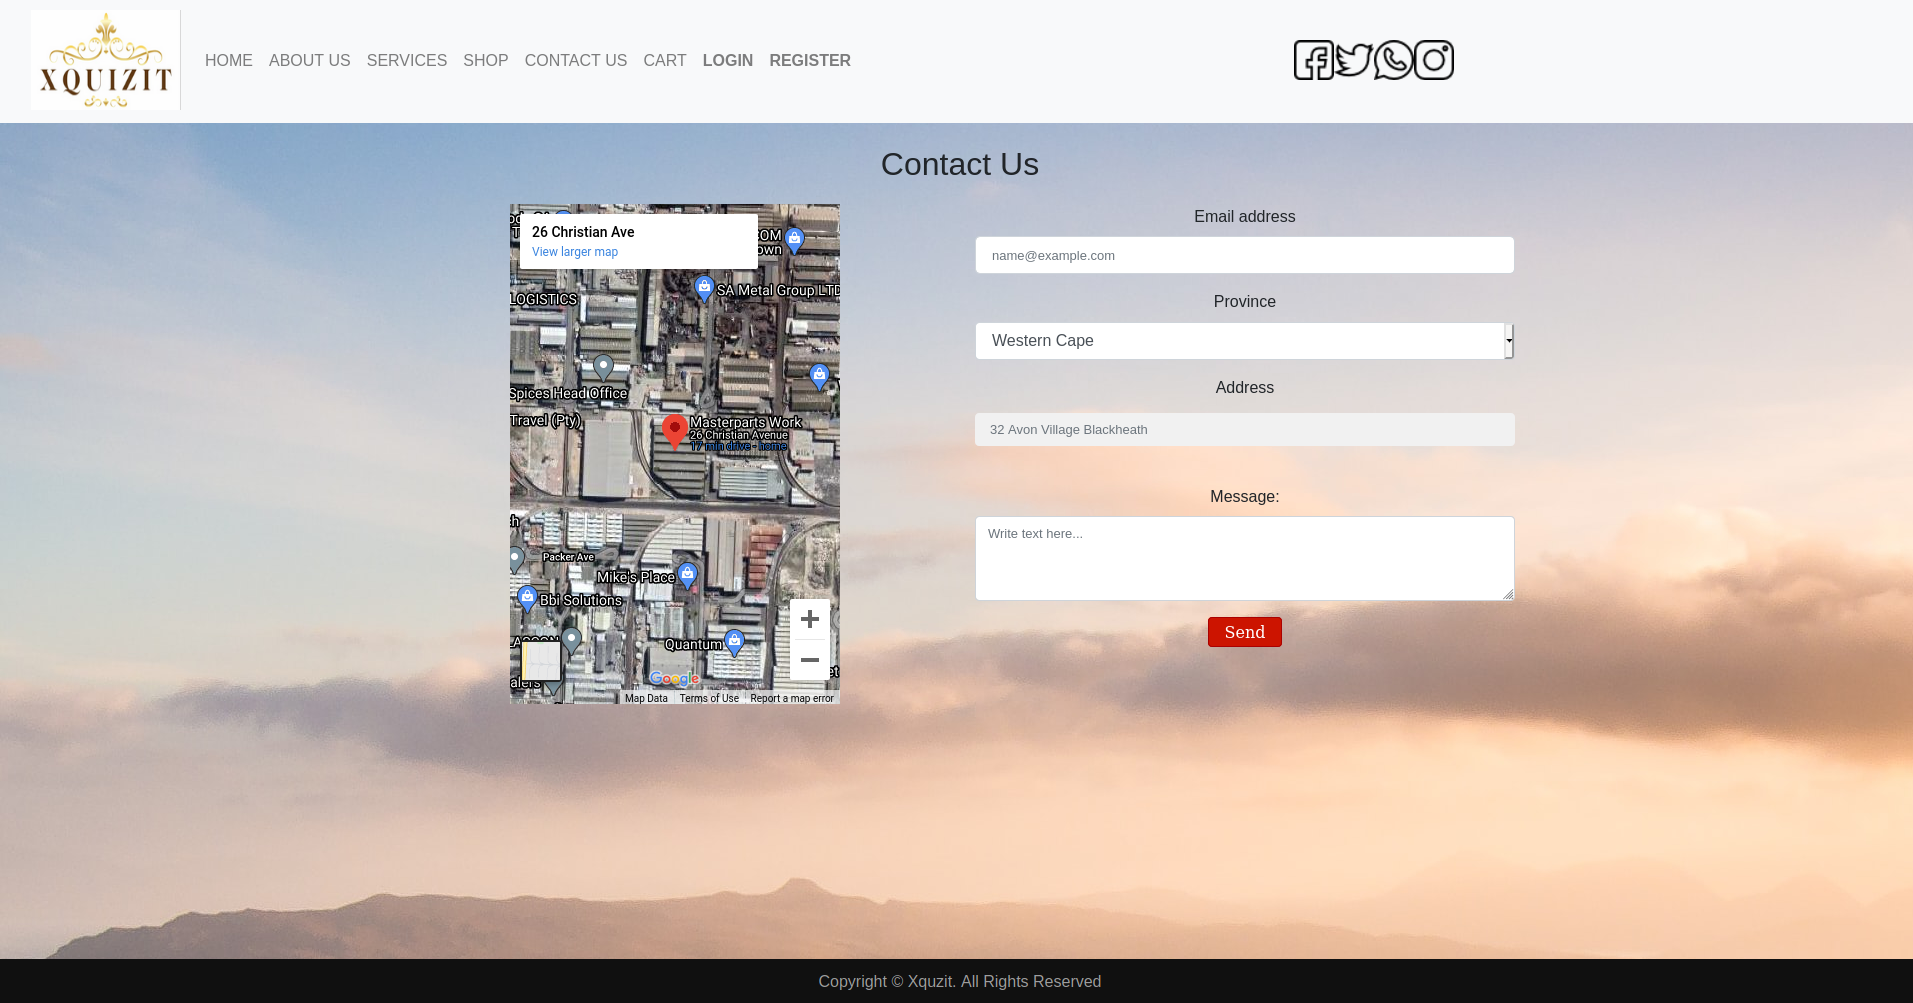 XQUIZIT
HOME ABOUT US SERVICES SHOP CONTACT US CART LOGIN REGISTER
Contact Us
26 Christian Ave
View larger map
SA Metal Group LTD
LOGISTICS
Spices Head Office
Travel (Pty)
Masterparts Work
26 Christian Avenue
17 min drive - home
Packer Ave
Mike's Place
Bbi Solutions
Quantum
Google
Map Data Terms of Use Report a map error
Email address
name@example.com
Province
Western Cape
Address
32 Avon Village Blackheath
Message:
Write text here...
Send
Copyright © Xquzit. All Rights Reserved